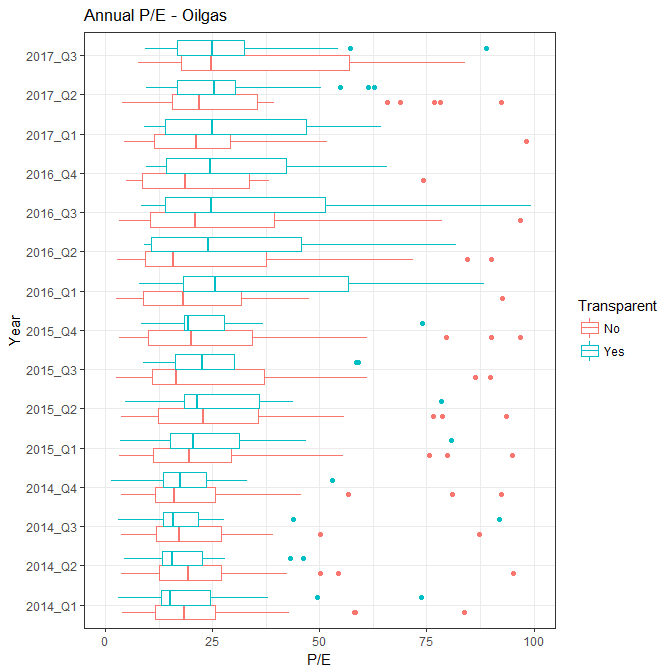 Annual P/E - Oilgas
2017_Q3
2017_Q2
2017_Q1
2016_Q4
2016_Q3
2016_Q2
2016_Q1
2015_Q4
2015_Q3
2015_Q2
2015_Q1
2014_Q4
2014_Q3
2014_Q2
2014_Q1
Year
0 25 50 75 100
P/E
Transparent
No
Yes